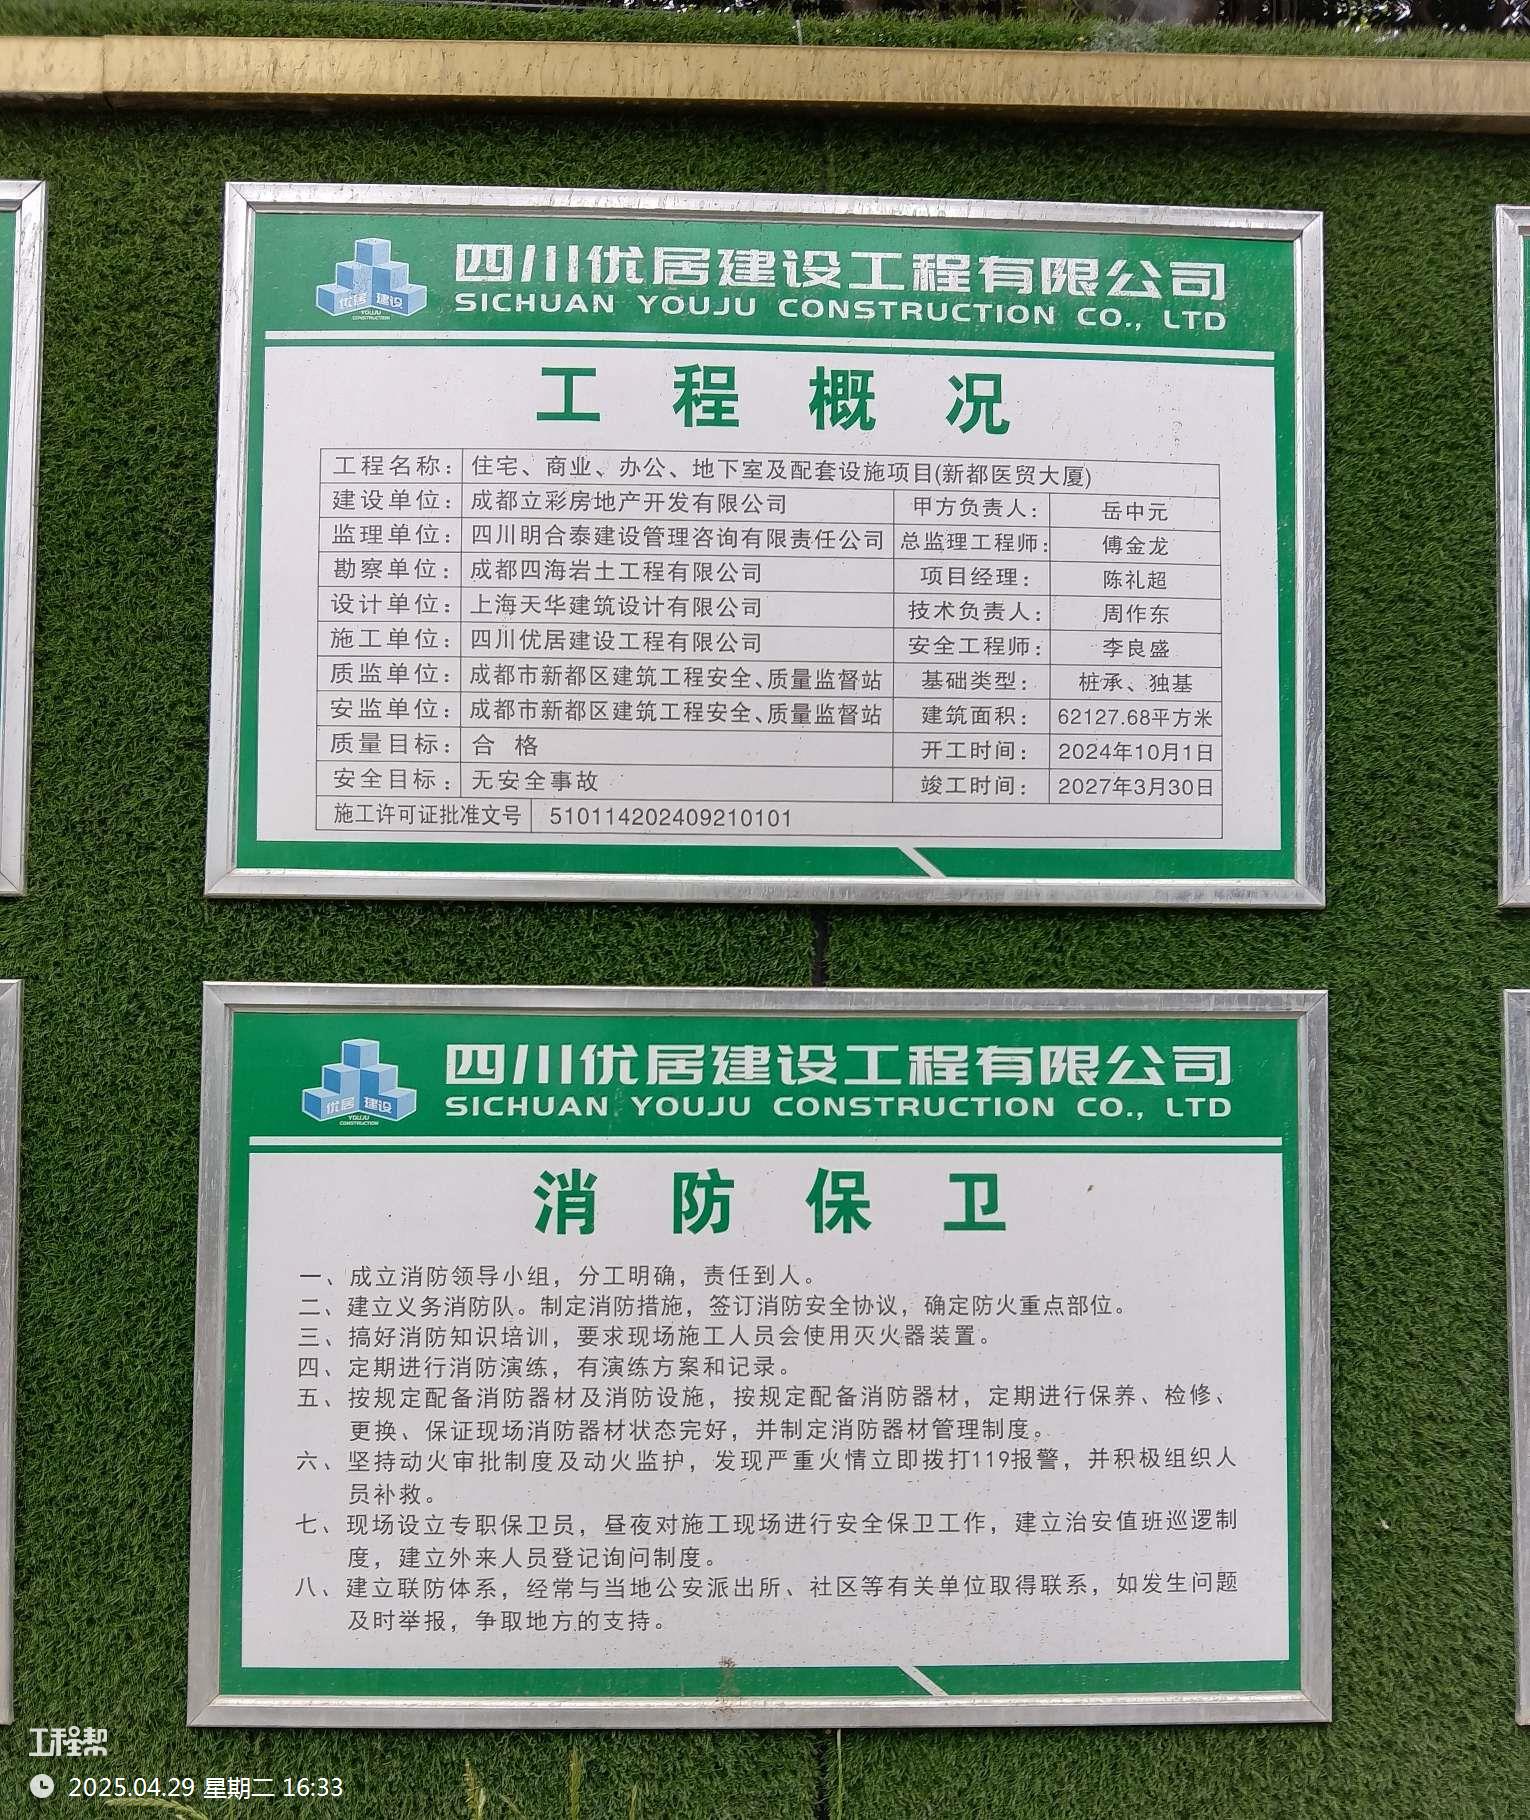 四川优居建设工程有限公司
SICHUAN YOUJU CONSTRUCTION CO., LTD
优居 建设
YOUJU
CONSTRUCTION
工程概况
工程名称： 住宅、商业、办公、地下室及配套设施项目(新都医贸大厦)
建设单位： 成都立彩房地产开发有限公司 甲方负责人： 岳中元
监理单位： 四川明合泰建设管理咨询有限责任公司 总监理工程师： 傅金龙
勘察单位： 成都四海岩土工程有限公司 项目经理： 陈礼超
设计单位： 上海天华建筑设计有限公司 技术负责人： 周作东
施工单位： 四川优居建设工程有限公司 安全工程师： 李良盛
质监单位： 成都市新都区建筑工程安全、质量监督站 基础类型： 桩承、独基
安监单位： 成都市新都区建筑工程安全、质量监督站 建筑面积： 62127.68平方米
质量目标： 合 格 开工时间： 2024年10月1日
安全目标： 无安全事故 竣工时间： 2027年3月30日
施工许可证批准文号 510114202409210101
四川优居建设工程有限公司
SICHUAN YOUJU CONSTRUCTION CO., LTD
优居 建设
YOUJU
CONSTRUCTION
消防保卫
一、成立消防领导小组，分工明确，责任到人。
二、建立义务消防队。制定消防措施，签订消防安全协议，确定防火重点部位。
三、搞好消防知识培训，要求现场施工人员会使用灭火器装置。
四、定期进行消防演练，有演练方案和记录。
五、按规定配备消防器材及消防设施，按规定配备消防器材，定期进行保养、检修、
更换、保证现场消防器材状态完好，并制定消防器材管理制度。
六、坚持动火审批制度及动火监护，发现严重火情立即拨打119报警，并积极组织人
员补救。
七、现场设立专职保卫员，昼夜对施工现场进行安全保卫工作，建立治安值班巡逻制
度，建立外来人员登记询问制度。
八、建立联防体系，经常与当地公安派出所、社区等有关单位取得联系，如发生问题
及时举报，争取地方的支持。
工程帮
2025.04.29 星期二 16:33